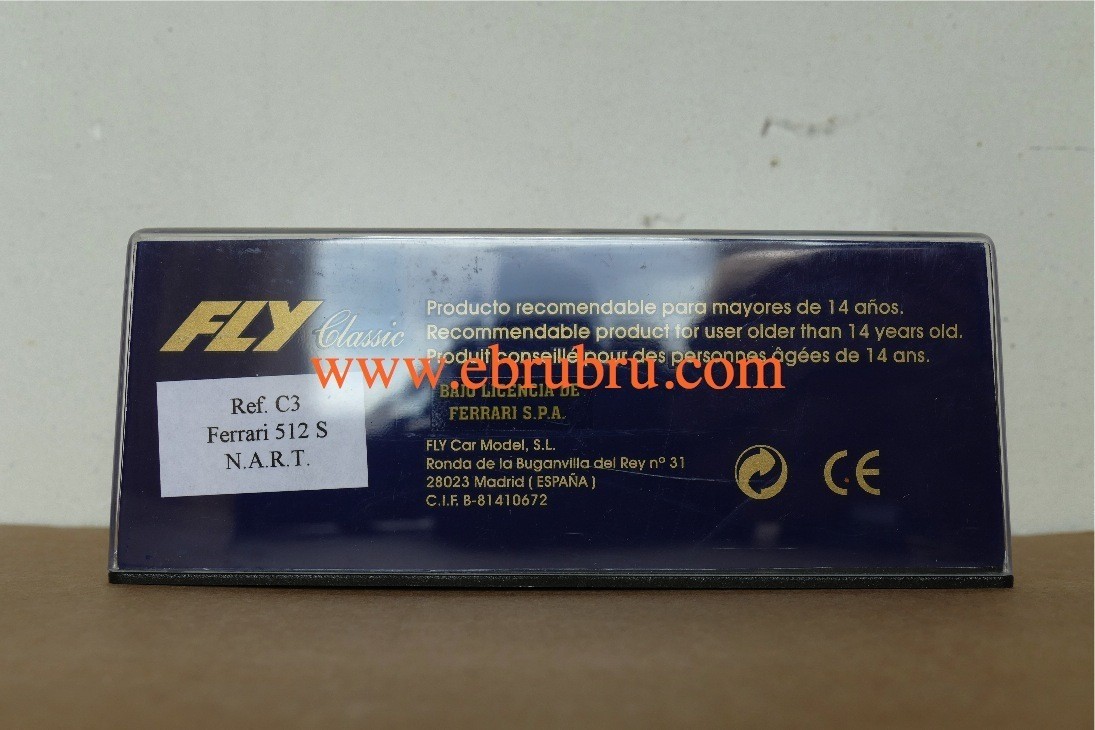 FLY Classic
Ref. C3
Ferrari 512 S
N.A.R.T.
Producto recomendable para mayores de 14 años.
Recommendable product for user older than 14 years old.
Produit conseillé pour des personnes âgées de 14 ans.
www.ebrubru.com
BAJO LICENCIA DE
FERRARI S.P.A.
FLY Car Model, S.L.
Ronda de la Buganvilla del Rey nº 31
28023 Madrid ( ESPAÑA )
C.I.F. B-81410672
CE